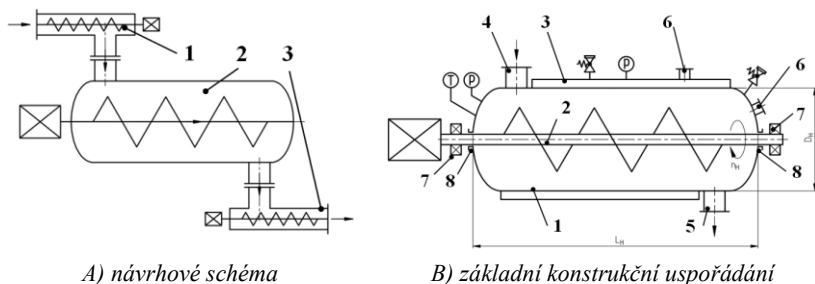 1
2
3
A) návrhové schéma
4
3
6
T
P
P
6
7
2
n_H
D_H
7
8
8
1
5
L_H
B) základní konstrukční uspořádání